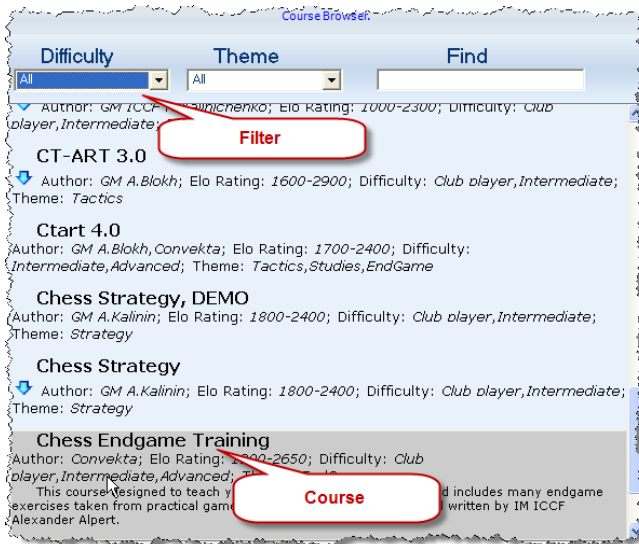 Course Browser.
Difficulty Theme Find
All All
Author: GM ICCF Kalinichenko; Elo Rating: 1000-2300; Difficulty: Club
player,Intermediate;
Filter
CT-ART 3.0
Author: GM A.Blokh; Elo Rating: 1600-2900; Difficulty: Club player,Intermediate;
Theme: Tactics
Ctart 4.0
Author: GM A.Blokh,Convekta; Elo Rating: 1700-2400; Difficulty:
Intermediate,Advanced; Theme: Tactics,Studies,EndGame
Chess Strategy, DEMO
Author: GM A.Kalinin; Elo Rating: 1800-2400; Difficulty: Club player,Intermediate;
Theme: Strategy
Chess Strategy
Author: GM A.Kalinin; Elo Rating: 1800-2400; Difficulty: Club player,Intermediate;
Theme: Strategy
Chess Endgame Training
Author: Convekta; Elo Rating: -2650; Difficulty: Club
player,Intermediate,Advanced;
This course designed to teach includes many endgame
Course
exercises taken from practical written by IM ICCF
Alexander Alpert.